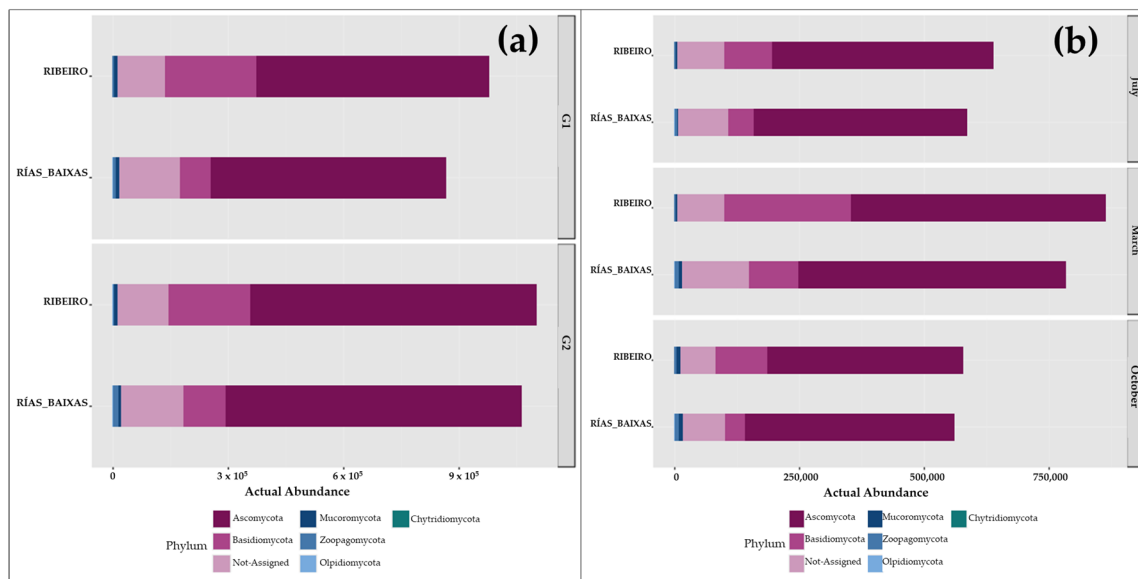 (a)
RIBEIRO
RÍAS_BAIXAS
G1
RIBEIRO
RÍAS_BAIXAS
G2
0 3 x 10⁵ 6 x 10⁵ 9 x 10⁵
Actual Abundance
Phylum
Ascomycota Mucoromycota Chytridiomycota
Basidiomycota Zoopagomycota
Not-Assigned Olpidiomycota
(b)
RIBEIRO
RÍAS_BAIXAS
July
RIBEIRO
RÍAS_BAIXAS
March
RIBEIRO
RÍAS_BAIXAS
October
0 250,000 500,000 750,000
Actual Abundance
Phylum
Ascomycota Mucoromycota Chytridiomycota
Basidiomycota Zoopagomycota
Not-Assigned Olpidiomycota